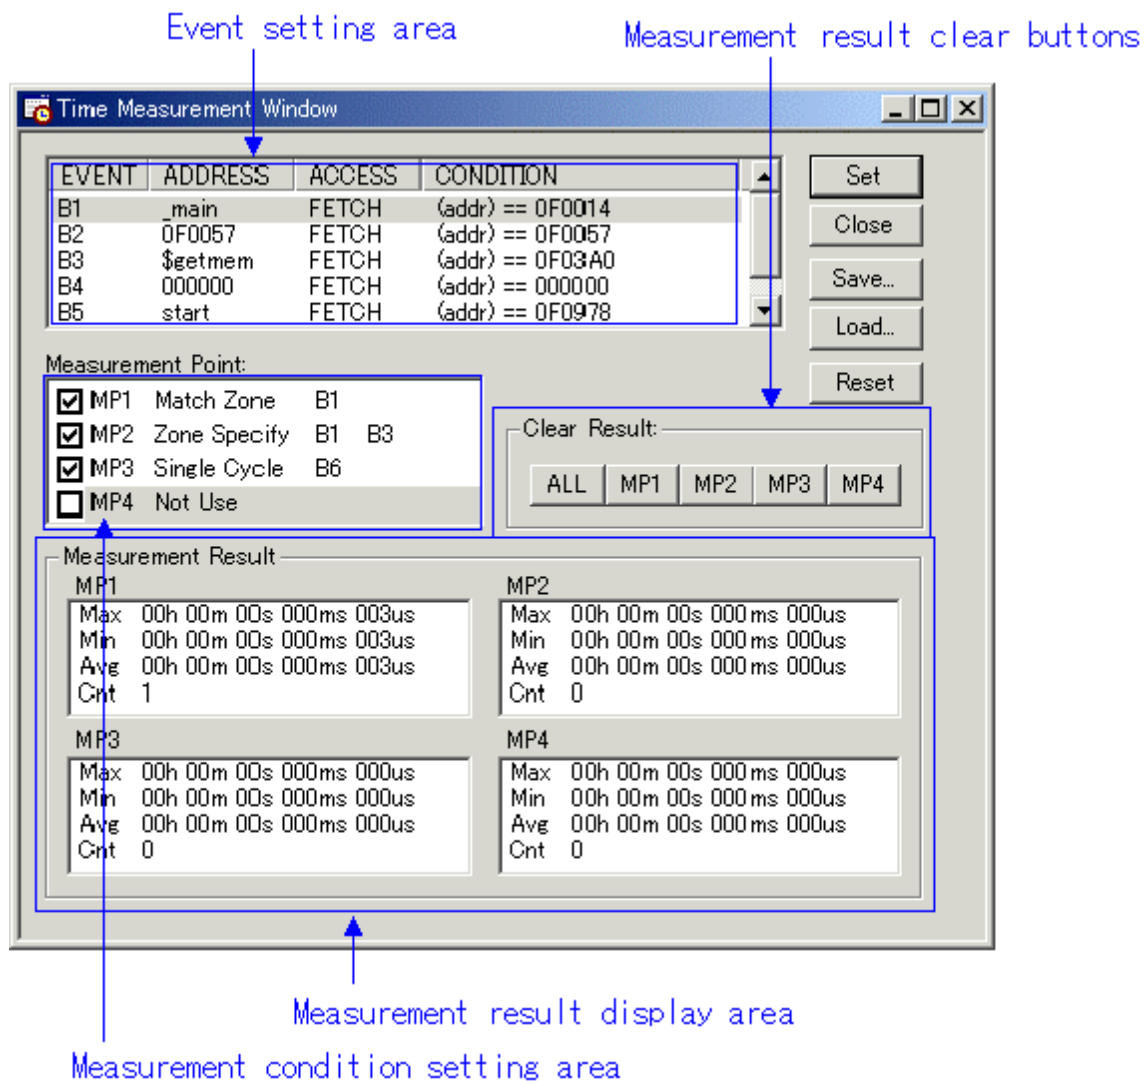 Event setting area
Measurement result clear buttons
Time Measurement Window
EVENT ADDRESS ACCESS CONDITION
B1 _main FETCH (addr) == 0F0014
B2 0F0057 FETCH (addr) == 0F0057
B3 $getmem FETCH (addr) == 0F03A0
B4 000000 FETCH (addr) == 000000
B5 start FETCH (addr) == 0F0978
Set
Close
Save...
Load...
Reset
Measurement Point:
MP1 Match Zone B1
MP2 Zone Specify B1 B3
MP3 Single Cycle B6
MP4 Not Use
Clear Result:
ALL MP1 MP2 MP3 MP4
Measurement Result
MP1
Max 00h 00m 00s 000ms 003us
Min 00h 00m 00s 000ms 003us
Avg 00h 00m 00s 000ms 003us
Cnt 1
MP2
Max 00h 00m 00s 000ms 000us
Min 00h 00m 00s 000ms 000us
Avg 00h 00m 00s 000ms 000us
Cnt 0
MP3
Max 00h 00m 00s 000ms 000us
Min 00h 00m 00s 000ms 000us
Avg 00h 00m 00s 000ms 000us
Cnt 0
MP4
Max 00h 00m 00s 000ms 000us
Min 00h 00m 00s 000ms 000us
Avg 00h 00m 00s 000ms 000us
Cnt 0
Measurement result display area
Measurement condition setting area